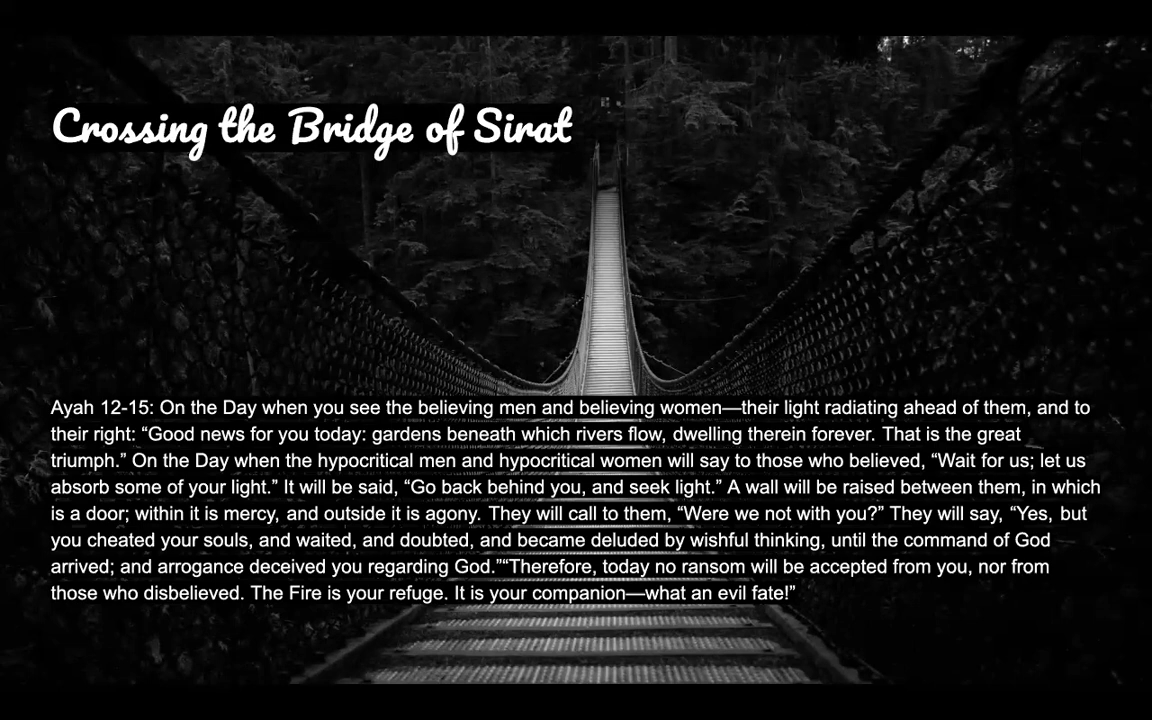 Crossing the Bridge of Sirat
Ayah 12-15: On the Day when you see the believing men and believing women—their light radiating ahead of them, and to
their right: “Good news for you today: gardens beneath which rivers flow, dwelling therein forever. That is the great
triumph.” On the Day when the hypocritical men and hypocritical women will say to those who believed, “Wait for us; let us
absorb some of your light.” It will be said, “Go back behind you, and seek light.” A wall will be raised between them, in which
is a door; within it is mercy, and outside it is agony. They will call to them, “Were we not with you?” They will say, “Yes, but
you cheated your souls, and waited, and doubted, and became deluded by wishful thinking, until the command of God
arrived; and arrogance deceived you regarding God.”“Therefore, today no ransom will be accepted from you, nor from
those who disbelieved. The Fire is your refuge. It is your companion—what an evil fate!”